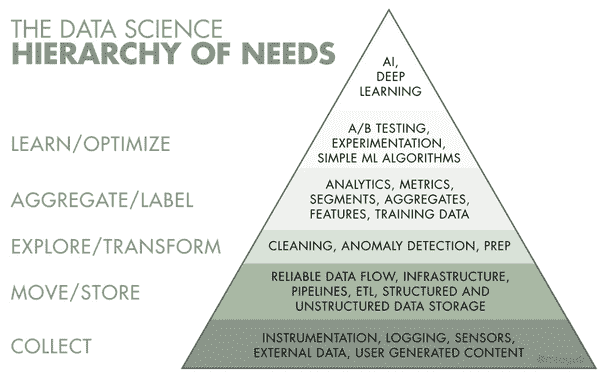 THE DATA SCIENCE
HIERARCHY OF NEEDS
AI,
DEEP
LEARNING
LEARN/OPTIMIZE
A/B TESTING,
EXPERIMENTATION,
SIMPLE ML ALGORITHMS
AGGREGATE/LABEL
ANALYTICS, METRICS,
SEGMENTS, AGGREGATES,
FEATURES, TRAINING DATA
EXPLORE/TRANSFORM
CLEANING, ANOMALY DETECTION, PREP
MOVE/STORE
RELIABLE DATA FLOW, INFRASTRUCTURE,
PIPELINES, ETL, STRUCTURED AND
UNSTRUCTURED DATA STORAGE
COLLECT
INSTRUMENTATION, LOGGING, SENSORS,
EXTERNAL DATA, USER GENERATED CONTENT